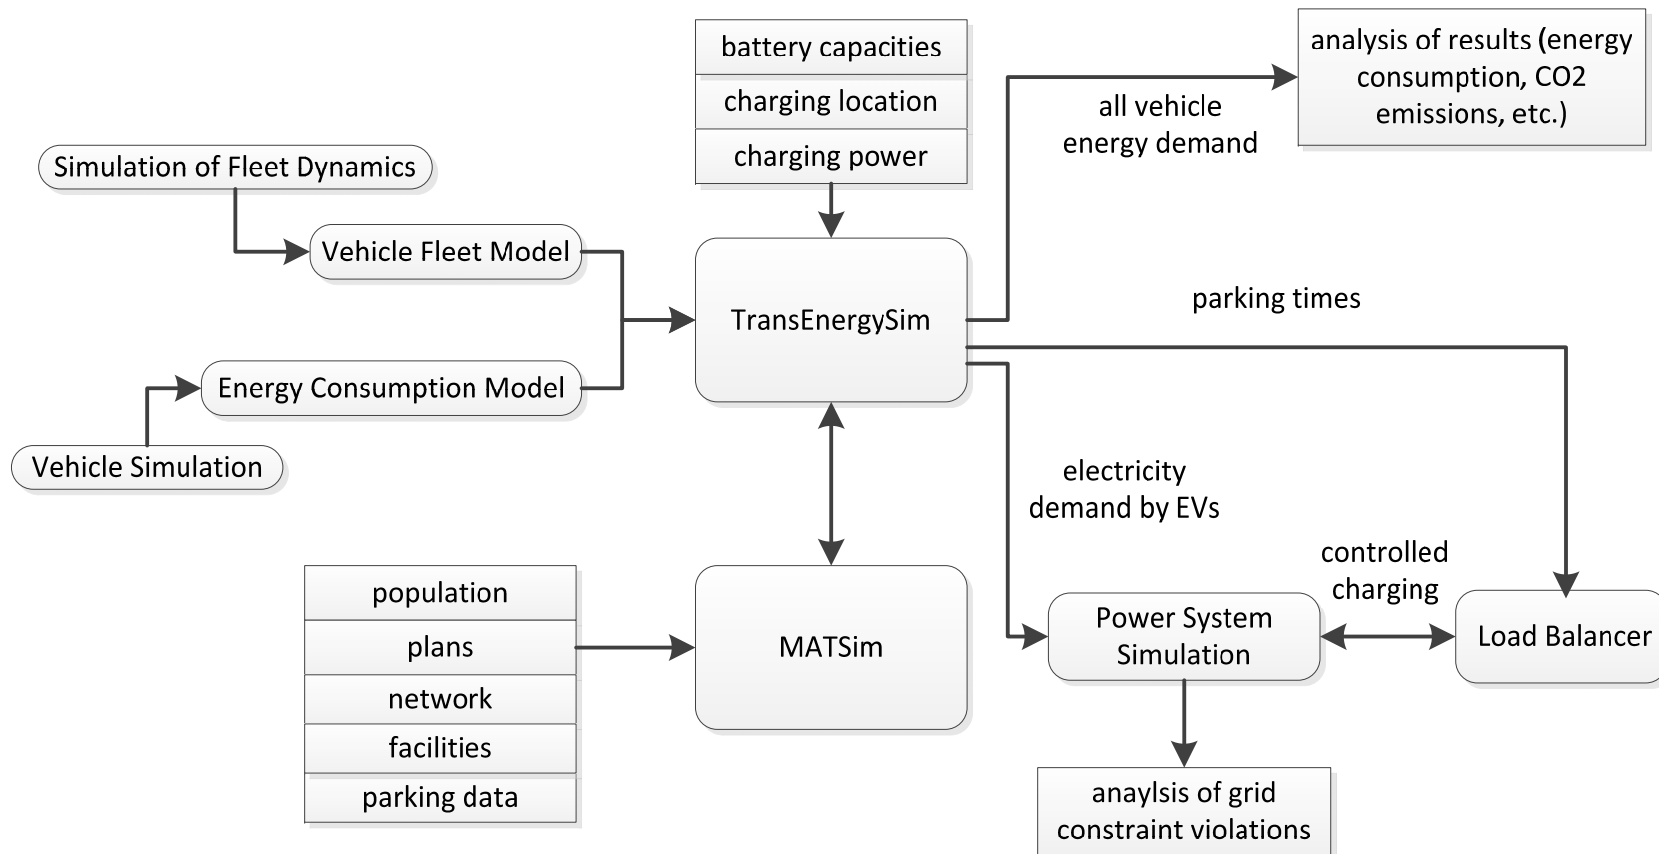 battery capacities
charging location
charging power
analysis of results (energy
consumption, CO2
emissions, etc.)
all vehicle
energy demand
Simulation of Fleet Dynamics
Vehicle Fleet Model
TransEnergySim
parking times
Energy Consumption Model
Vehicle Simulation
electricity
demand by EVs
controlled
charging
population
plans
network
facilities
parking data
MATSim
Power System
Simulation
Load Balancer
anaylsis of grid
constraint violations